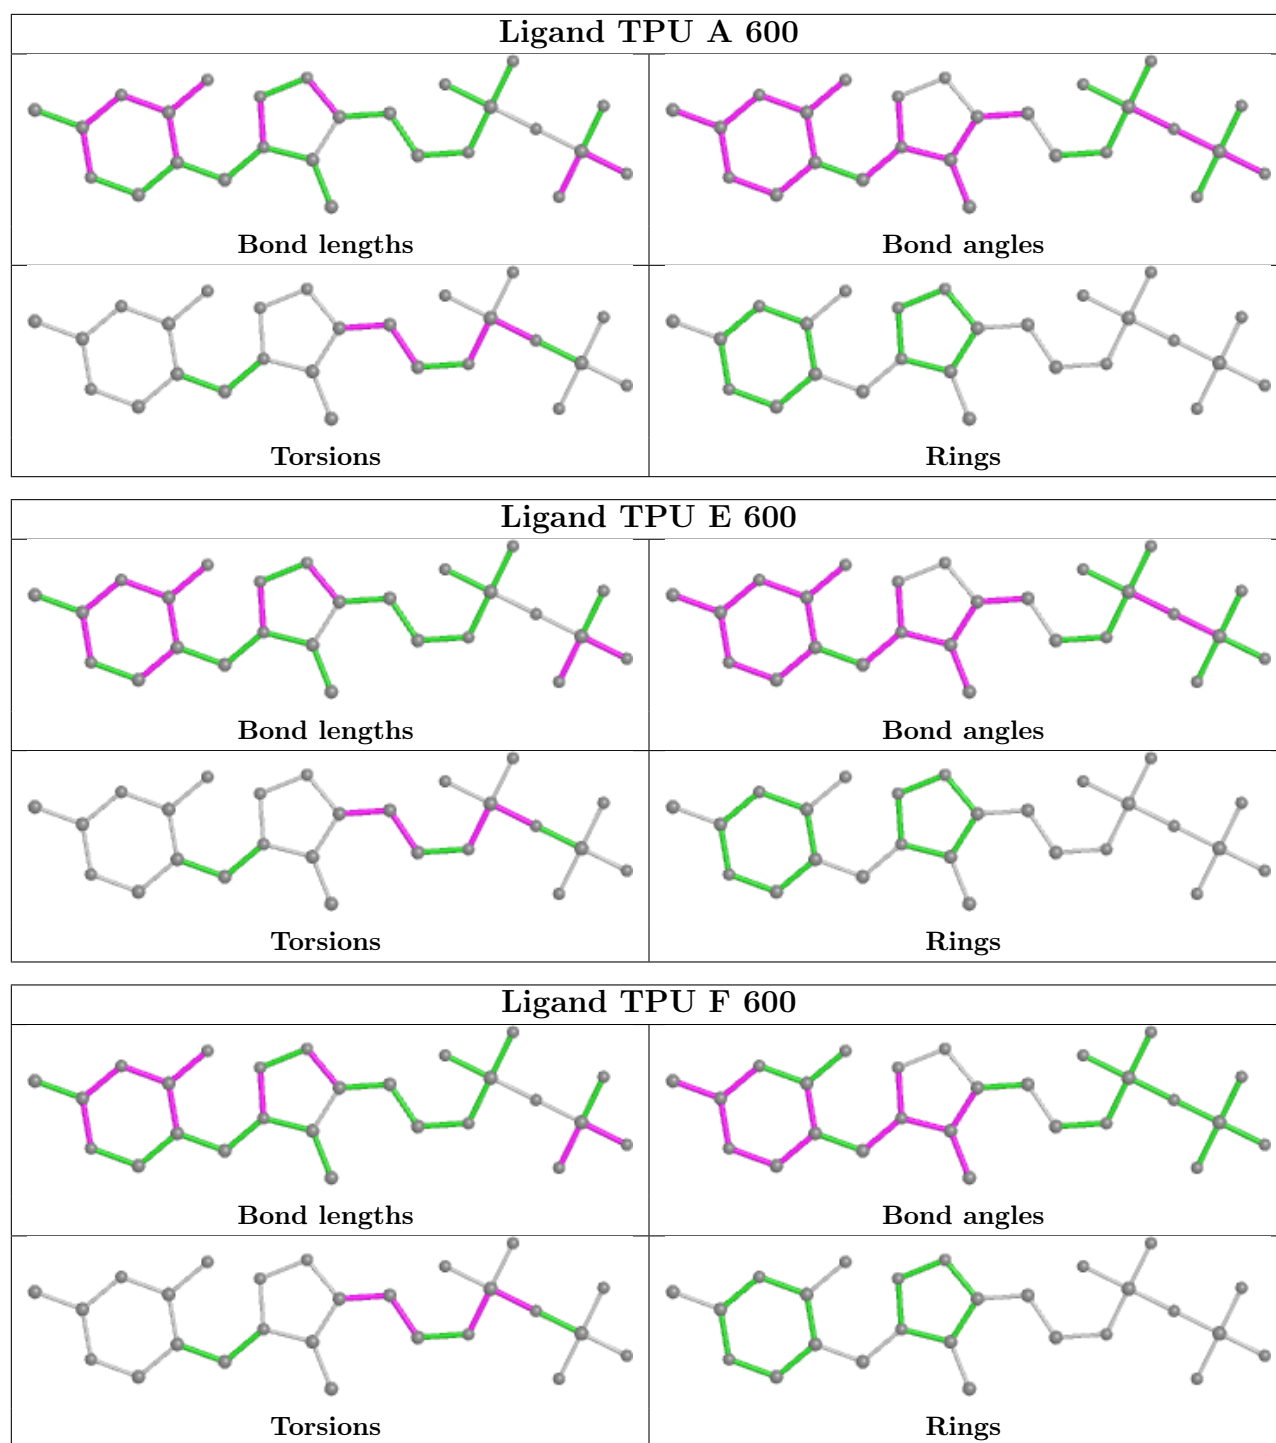 Ligand TPU A 600
Bond lengths
Bond angles
Torsions
Rings
Ligand TPU E 600
Bond lengths
Bond angles
Torsions
Rings
Ligand TPU F 600
Bond lengths
Bond angles
Torsions
Rings